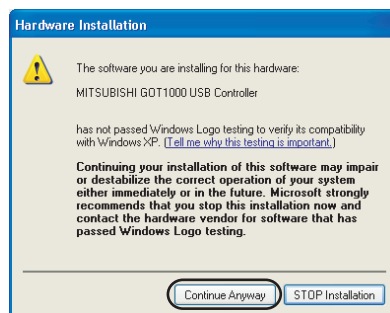 Hardware Installation
The software you are installing for this hardware:
MITSUBISHI GOT1000 USB Controller
has not passed Windows Logo testing to verify its compatibility
with Windows XP. (Tell me why this testing is important.)
Continuing your installation of this software may impair
or destabilize the correct operation of your system
either immediately or in the future. Microsoft strongly
recommends that you stop this installation now and
contact the hardware vendor for software that has
passed Windows Logo testing.
Continue Anyway
STOP Installation